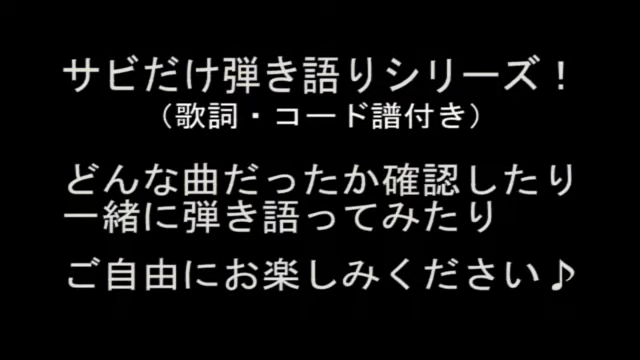 サビだけ弾き語りシリーズ！
（歌詞・コード譜付き）
どんな曲だったか確認したり
一緒に弾き語ってみたり
ご自由にお楽しみください♪